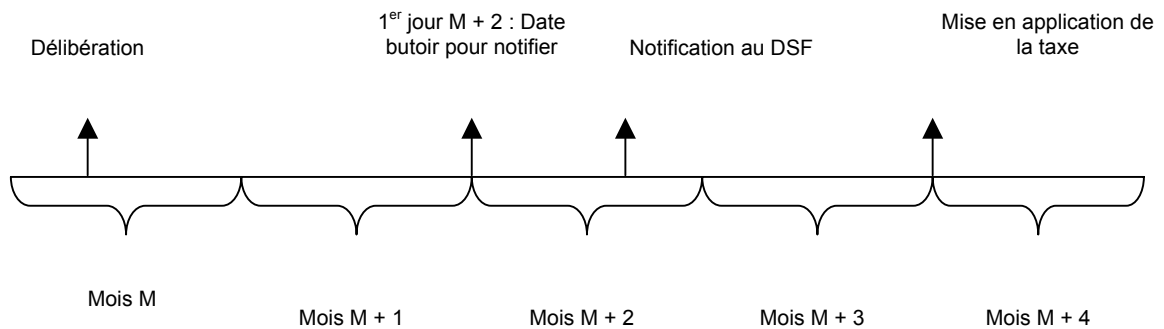 Délibération
1er jour M + 2 : Date
butoir pour notifier
Notification au DSF
Mise en application de
la taxe
Mois M
Mois M + 1
Mois M + 2
Mois M + 3
Mois M + 4